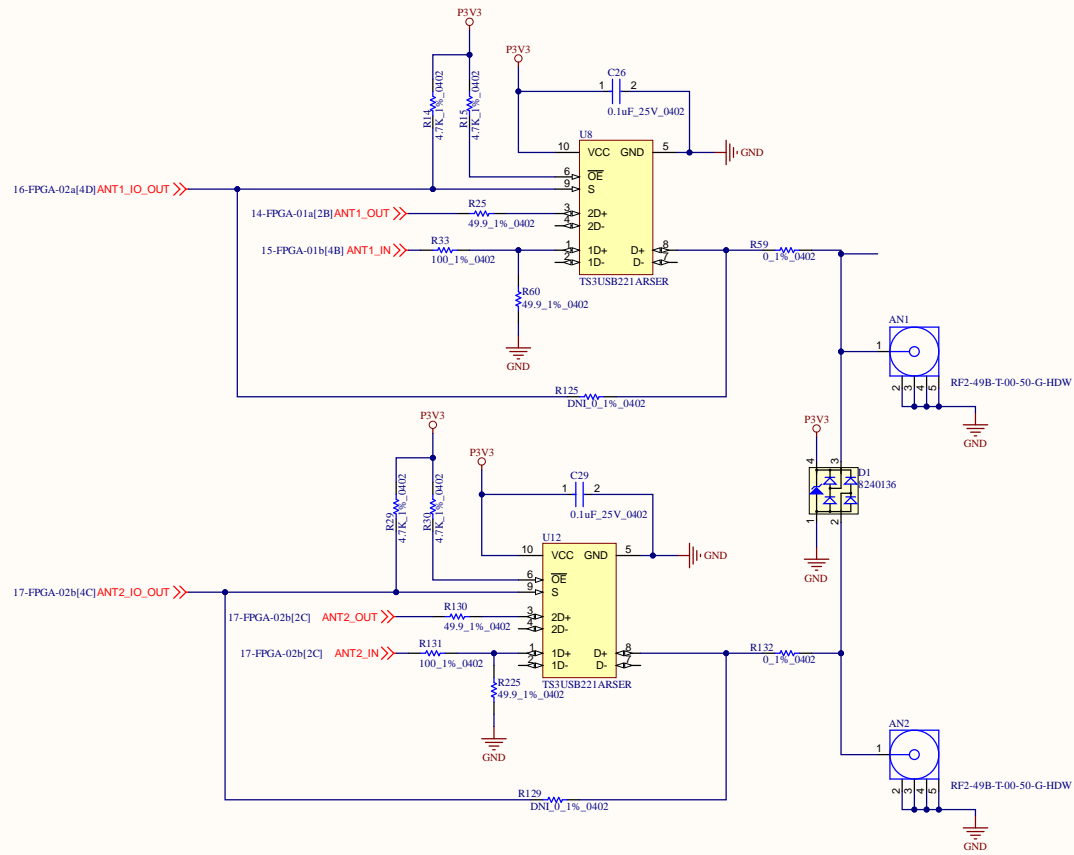 P3V3
P3V3
R14
4.7K_1%_0402
R15
4.7K_1%_0402
C26
1 2
0.1uF_25V_0402
U8
10 VCC GND 5
GND
6 OE
9 S
16-FPGA-02a[4D] ANT1_IO_OUT
14-FPGA-01a[2B] ANT1_OUT
R25
49.9_1%_0402
3 2D+
4 2D-
15-FPGA-01b[4B] ANT1_IN
R33
100_1%_0402
1 1D+ D+ 8
2 1D- D- 7
TS3USB221ARSER
R59
0_1%_0402
R60
49.9_1%_0402
GND
AN1
1
2 3 4 5
RF2-49B-T-00-50-G-HDW
GND
R125
DNI_0_1%_0402
P3V3
P3V3
P3V3
4 3
D1
8240136
1 2
GND
R29
4.7K_1%_0402
R30
4.7K_1%_0402
C29
1 2
0.1uF_25V_0402
U12
10 VCC GND 5
GND
6 OE
9 S
17-FPGA-02b[4C] ANT2_IO_OUT
17-FPGA-02b[2C] ANT2_OUT
R130
49.9_1%_0402
3 2D+
4 2D-
17-FPGA-02b[2C] ANT2_IN
R131
100_1%_0402
1 1D+ D+ 8
2 1D- D- 7
TS3USB221ARSER
R132
0_1%_0402
R225
49.9_1%_0402
GND
AN2
1
2 3 4 5
RF2-49B-T-00-50-G-HDW
GND
R129
DNI_0_1%_0402